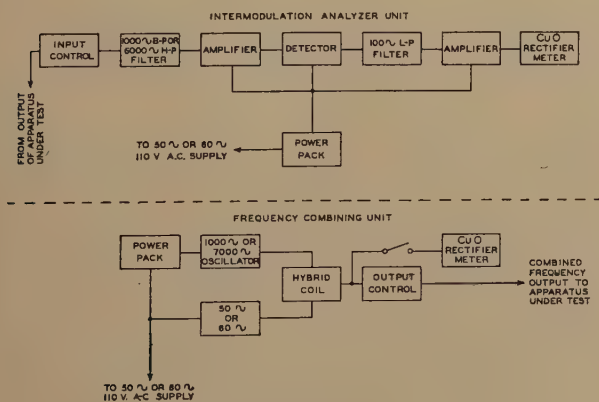 INTERMODULATION ANALYZER UNIT
INPUT
CONTROL
1000∿B-P OR
6000∿H-P
FILTER
AMPLIFIER
DETECTOR
100∿L-P
FILTER
AMPLIFIER
CuO
RECTIFIER
METER
FROM OUTPUT
OF APPARATUS
UNDER TEST
TO 50∿ OR 60∿
110 V A.C. SUPPLY
POWER
PACK
FREQUENCY COMBINING UNIT
POWER
PACK
1000∿ OR
7000∿
OSCILLATOR
50∿
OR
60∿
HYBRID
COIL
OUTPUT
CONTROL
CuO
RECTIFIER
METER
COMBINED
FREQUENCY
OUTPUT TO
APPARATUS
UNDER TEST
TO 50∿ OR 60∿
110 V. A-C SUPPLY